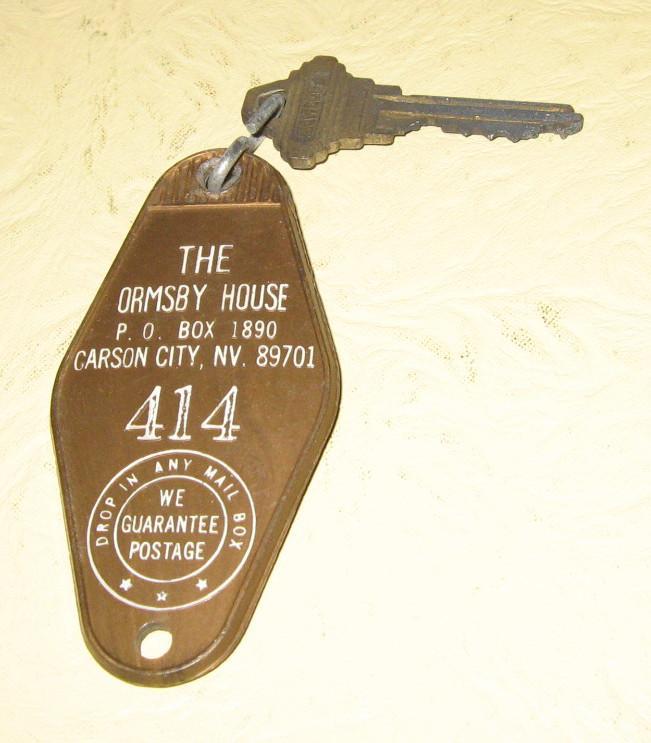 THE
ORMSBY HOUSE
P. O. BOX 1890
CARSON CITY, NV. 89701
414
DROP IN ANY MAIL BOX
WE
GUARANTEE
POSTAGE